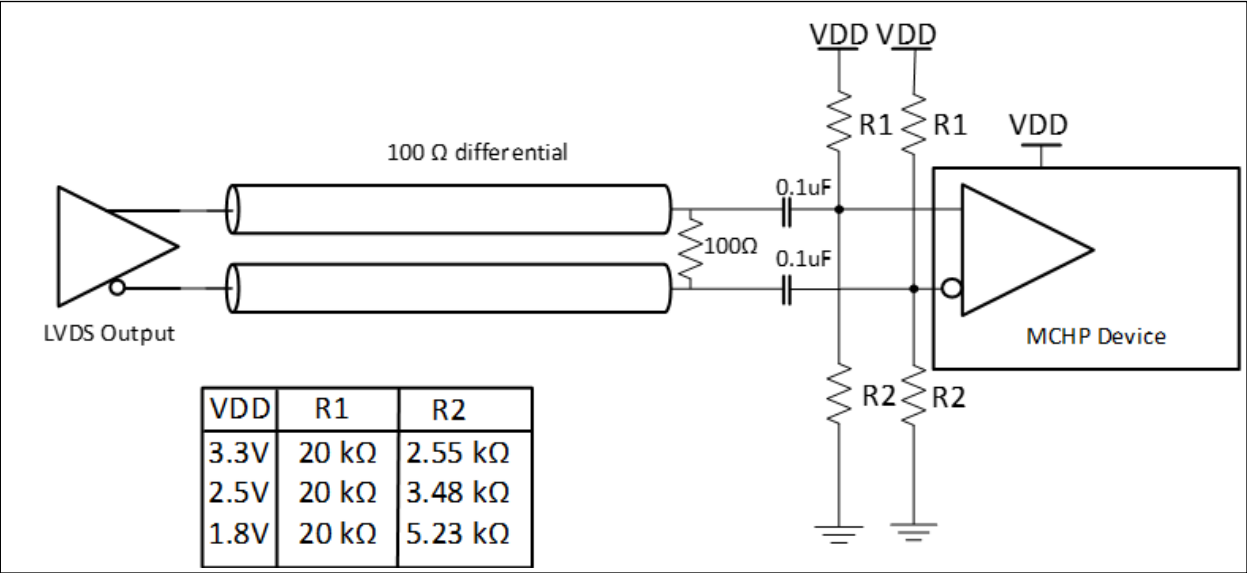 VDD VDD
R1 R1
VDD
100 Ω differential
0.1uF
100Ω
0.1uF
LVDS Output
MCHP Device
R2 R2
VDD R1 R2
3.3V 20 kΩ 2.55 kΩ
2.5V 20 kΩ 3.48 kΩ
1.8V 20 kΩ 5.23 kΩ